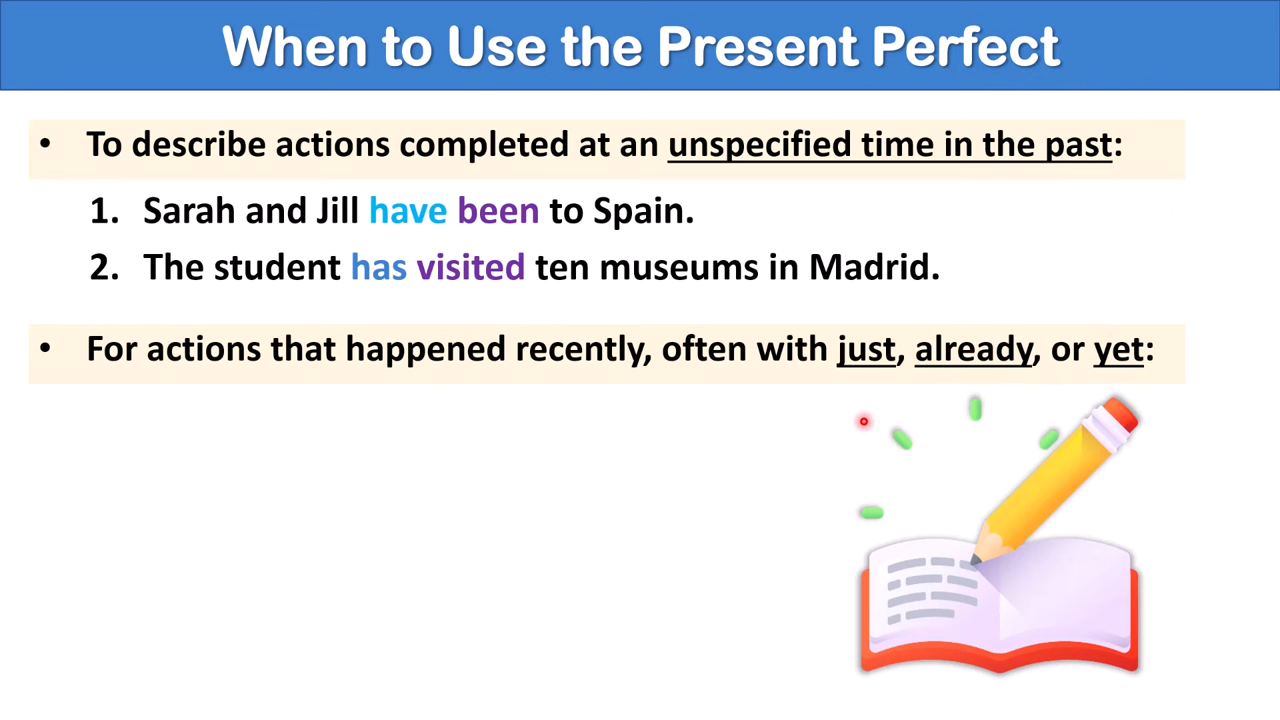 When to Use the Present Perfect
• To describe actions completed at an unspecified time in the past:
1. Sarah and Jill have been to Spain.
2. The student has visited ten museums in Madrid.
• For actions that happened recently, often with just, already, or yet: